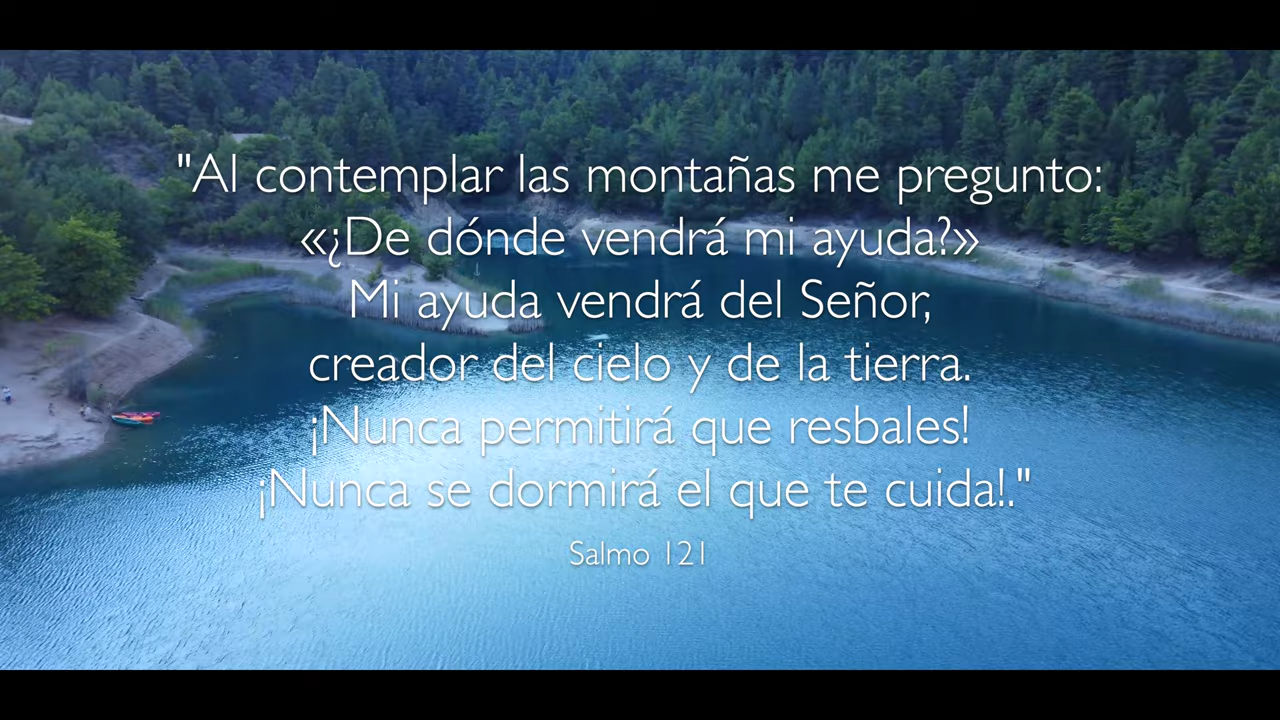 "Al contemplar las montañas me pregunto:
«¿De dónde vendrá mi ayuda?»
Mi ayuda vendrá del Señor,
creador del cielo y de la tierra.
¡Nunca permitirá que resbales!
¡Nunca se dormirá el que te cuida!."
Salmo 121